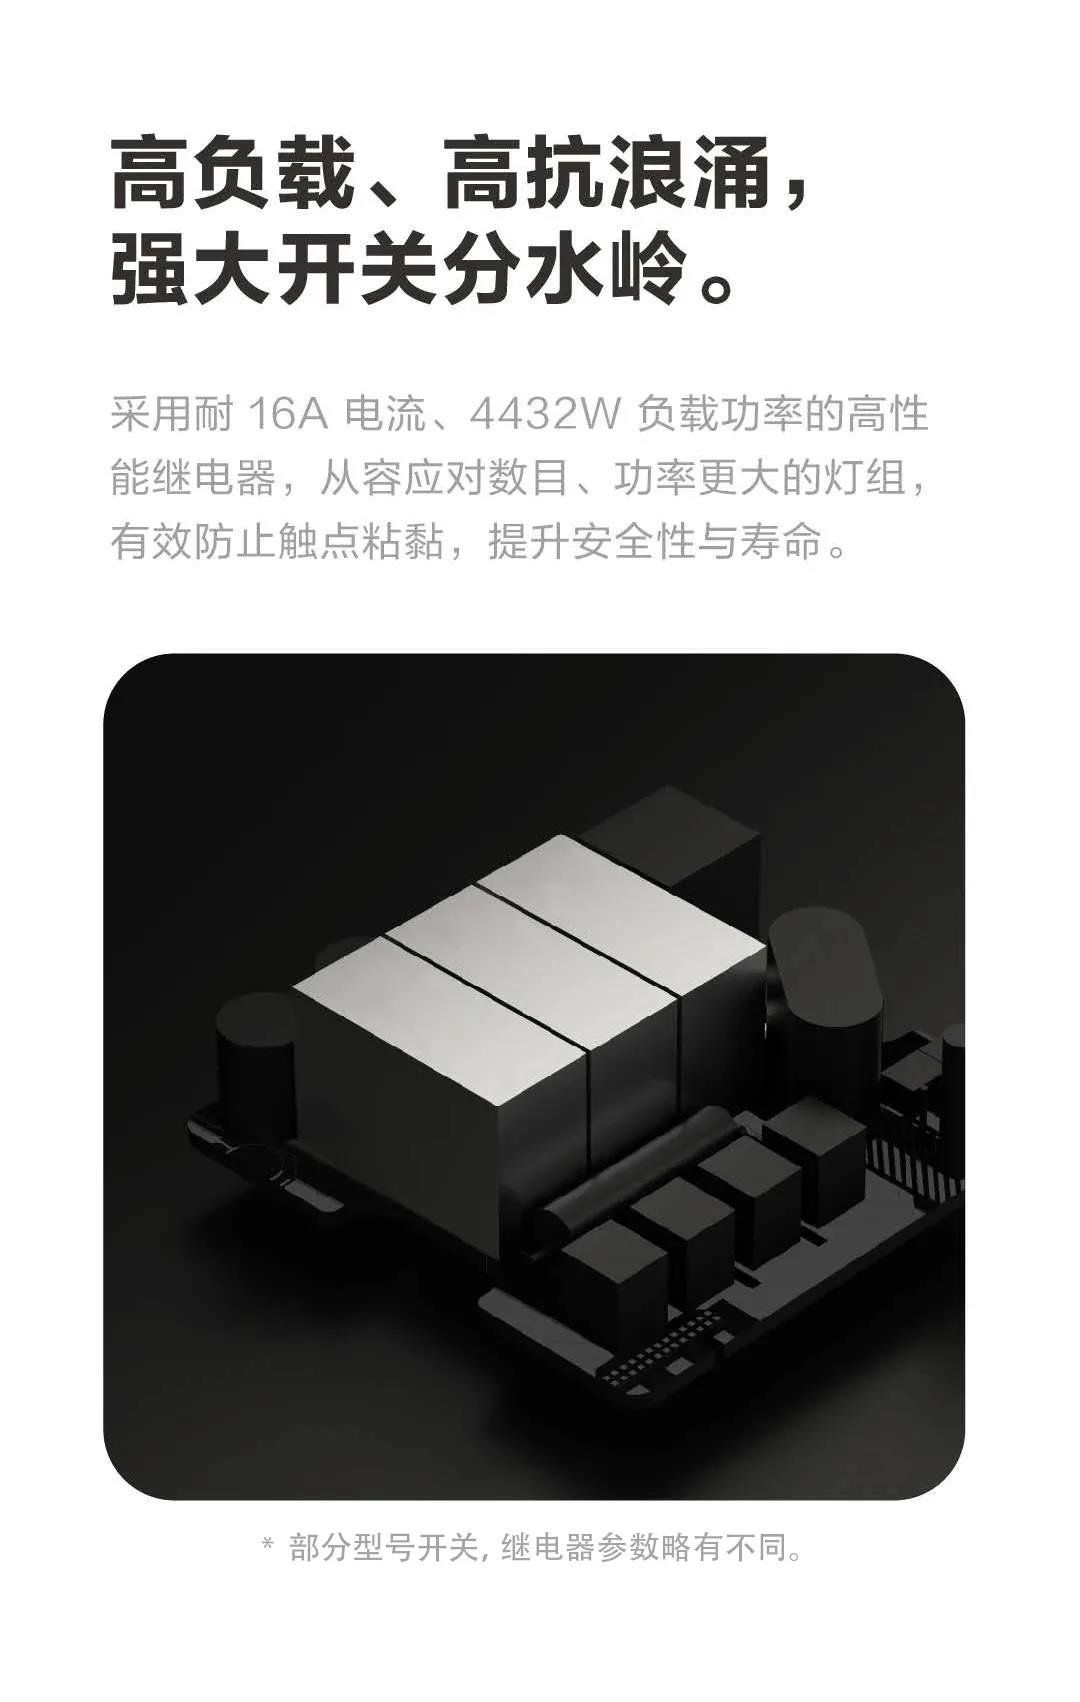 高负载、高抗浪涌，
强大开关分水岭。
采用耐 16A 电流、4432W 负载功率的高性
能继电器，从容应对数目、功率更大的灯组，
有效防止触点粘黏，提升安全性与寿命。
* 部分型号开关, 继电器参数略有不同。